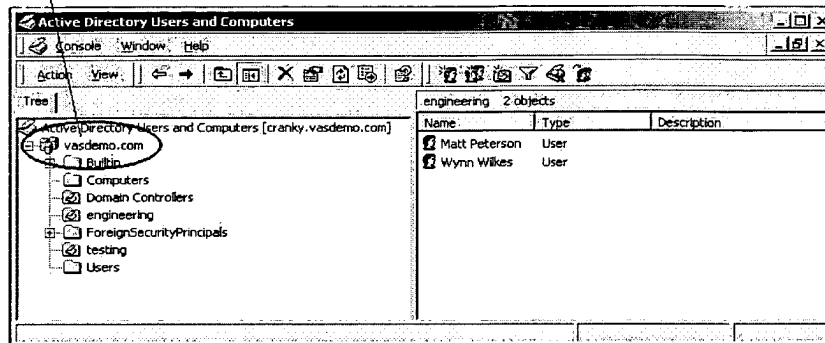 Active Directory Users and Computers
Console Window Help
Action View
Tree
engineering 2 objects
Active Directory Users and Computers [cranky.vasdemo.com]
vasdemo.com
Builtin
Computers
Domain Controllers
engineering
ForeignSecurityPrincipals
testing
Users
Name Type Description
Matt Peterson User
Wynn Wilkes User